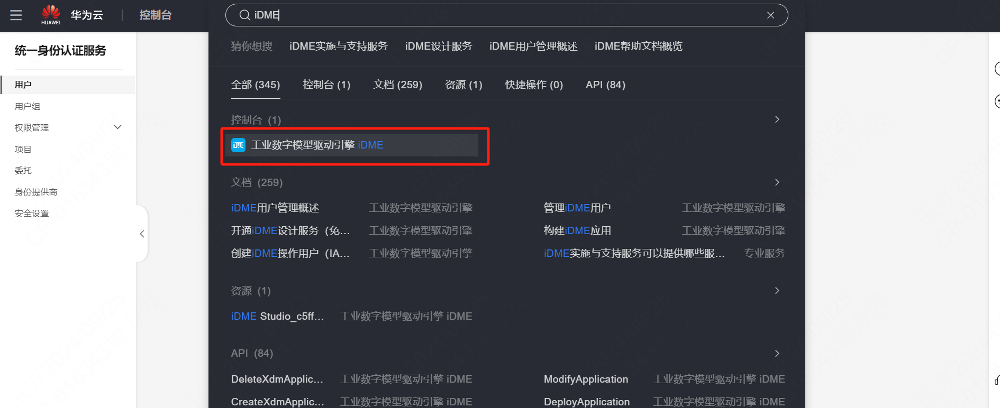 HUAWEI
华为云
控制台
iDME
猜你想搜
iDME实施与支持服务
iDME设计服务
iDME用户管理概述
iDME帮助文档概览
统一身份认证服务
用户
用户组
权限管理
项目
委托
身份提供商
安全设置
全部 (345)
控制台 (1)
文档 (259)
资源 (1)
快捷操作 (0)
API (84)
控制台 (1)
iDME
工业数字模型驱动引擎 iDME
文档 (259)
iDME用户管理概述
工业数字模型驱动引擎
管理iDME用户
工业数字模型驱动引擎
开通iDME设计服务（免...
工业数字模型驱动引擎
构建iDME应用
工业数字模型驱动引擎
创建iDME操作用户（IA...
工业数字模型驱动引擎
iDME实施与支持服务可以提供哪些服...
专业服务
资源 (1)
iDME Studio_c5ff...
工业数字模型驱动引擎 iDME
API (84)
DeleteXdmApplic...
工业数字模型驱动引擎 iDME
ModifyApplication
工业数字模型驱动引擎 iDME
CreateXdmApplic...
工业数字模型驱动引擎 iDME
DeployApplication
工业数字模型驱动引擎 iDME